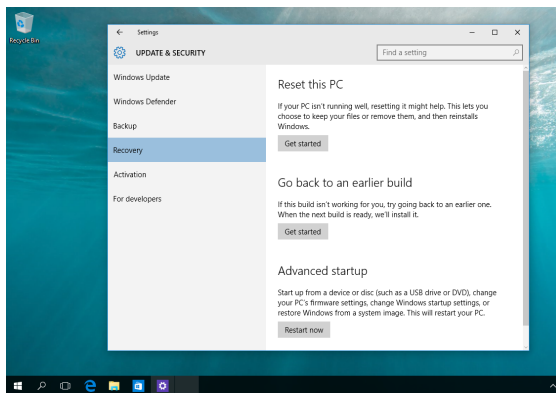 Recycle Bin
Settings
UPDATE & SECURITY
Find a setting
Windows Update
Windows Defender
Backup
Recovery
Activation
For developers
Reset this PC
If your PC isn't running well, resetting it might help. This lets you
choose to keep your files or remove them, and then reinstalls
Windows.
Get started
Go back to an earlier build
If this build isn't working for you, try going back to an earlier one.
When the next build is ready, we'll install it.
Get started
Advanced startup
Start up from a device or disc (such as a USB drive or DVD), change
your PC's firmware settings, change Windows startup settings, or
restore Windows from a system image. This will restart your PC.
Restart now